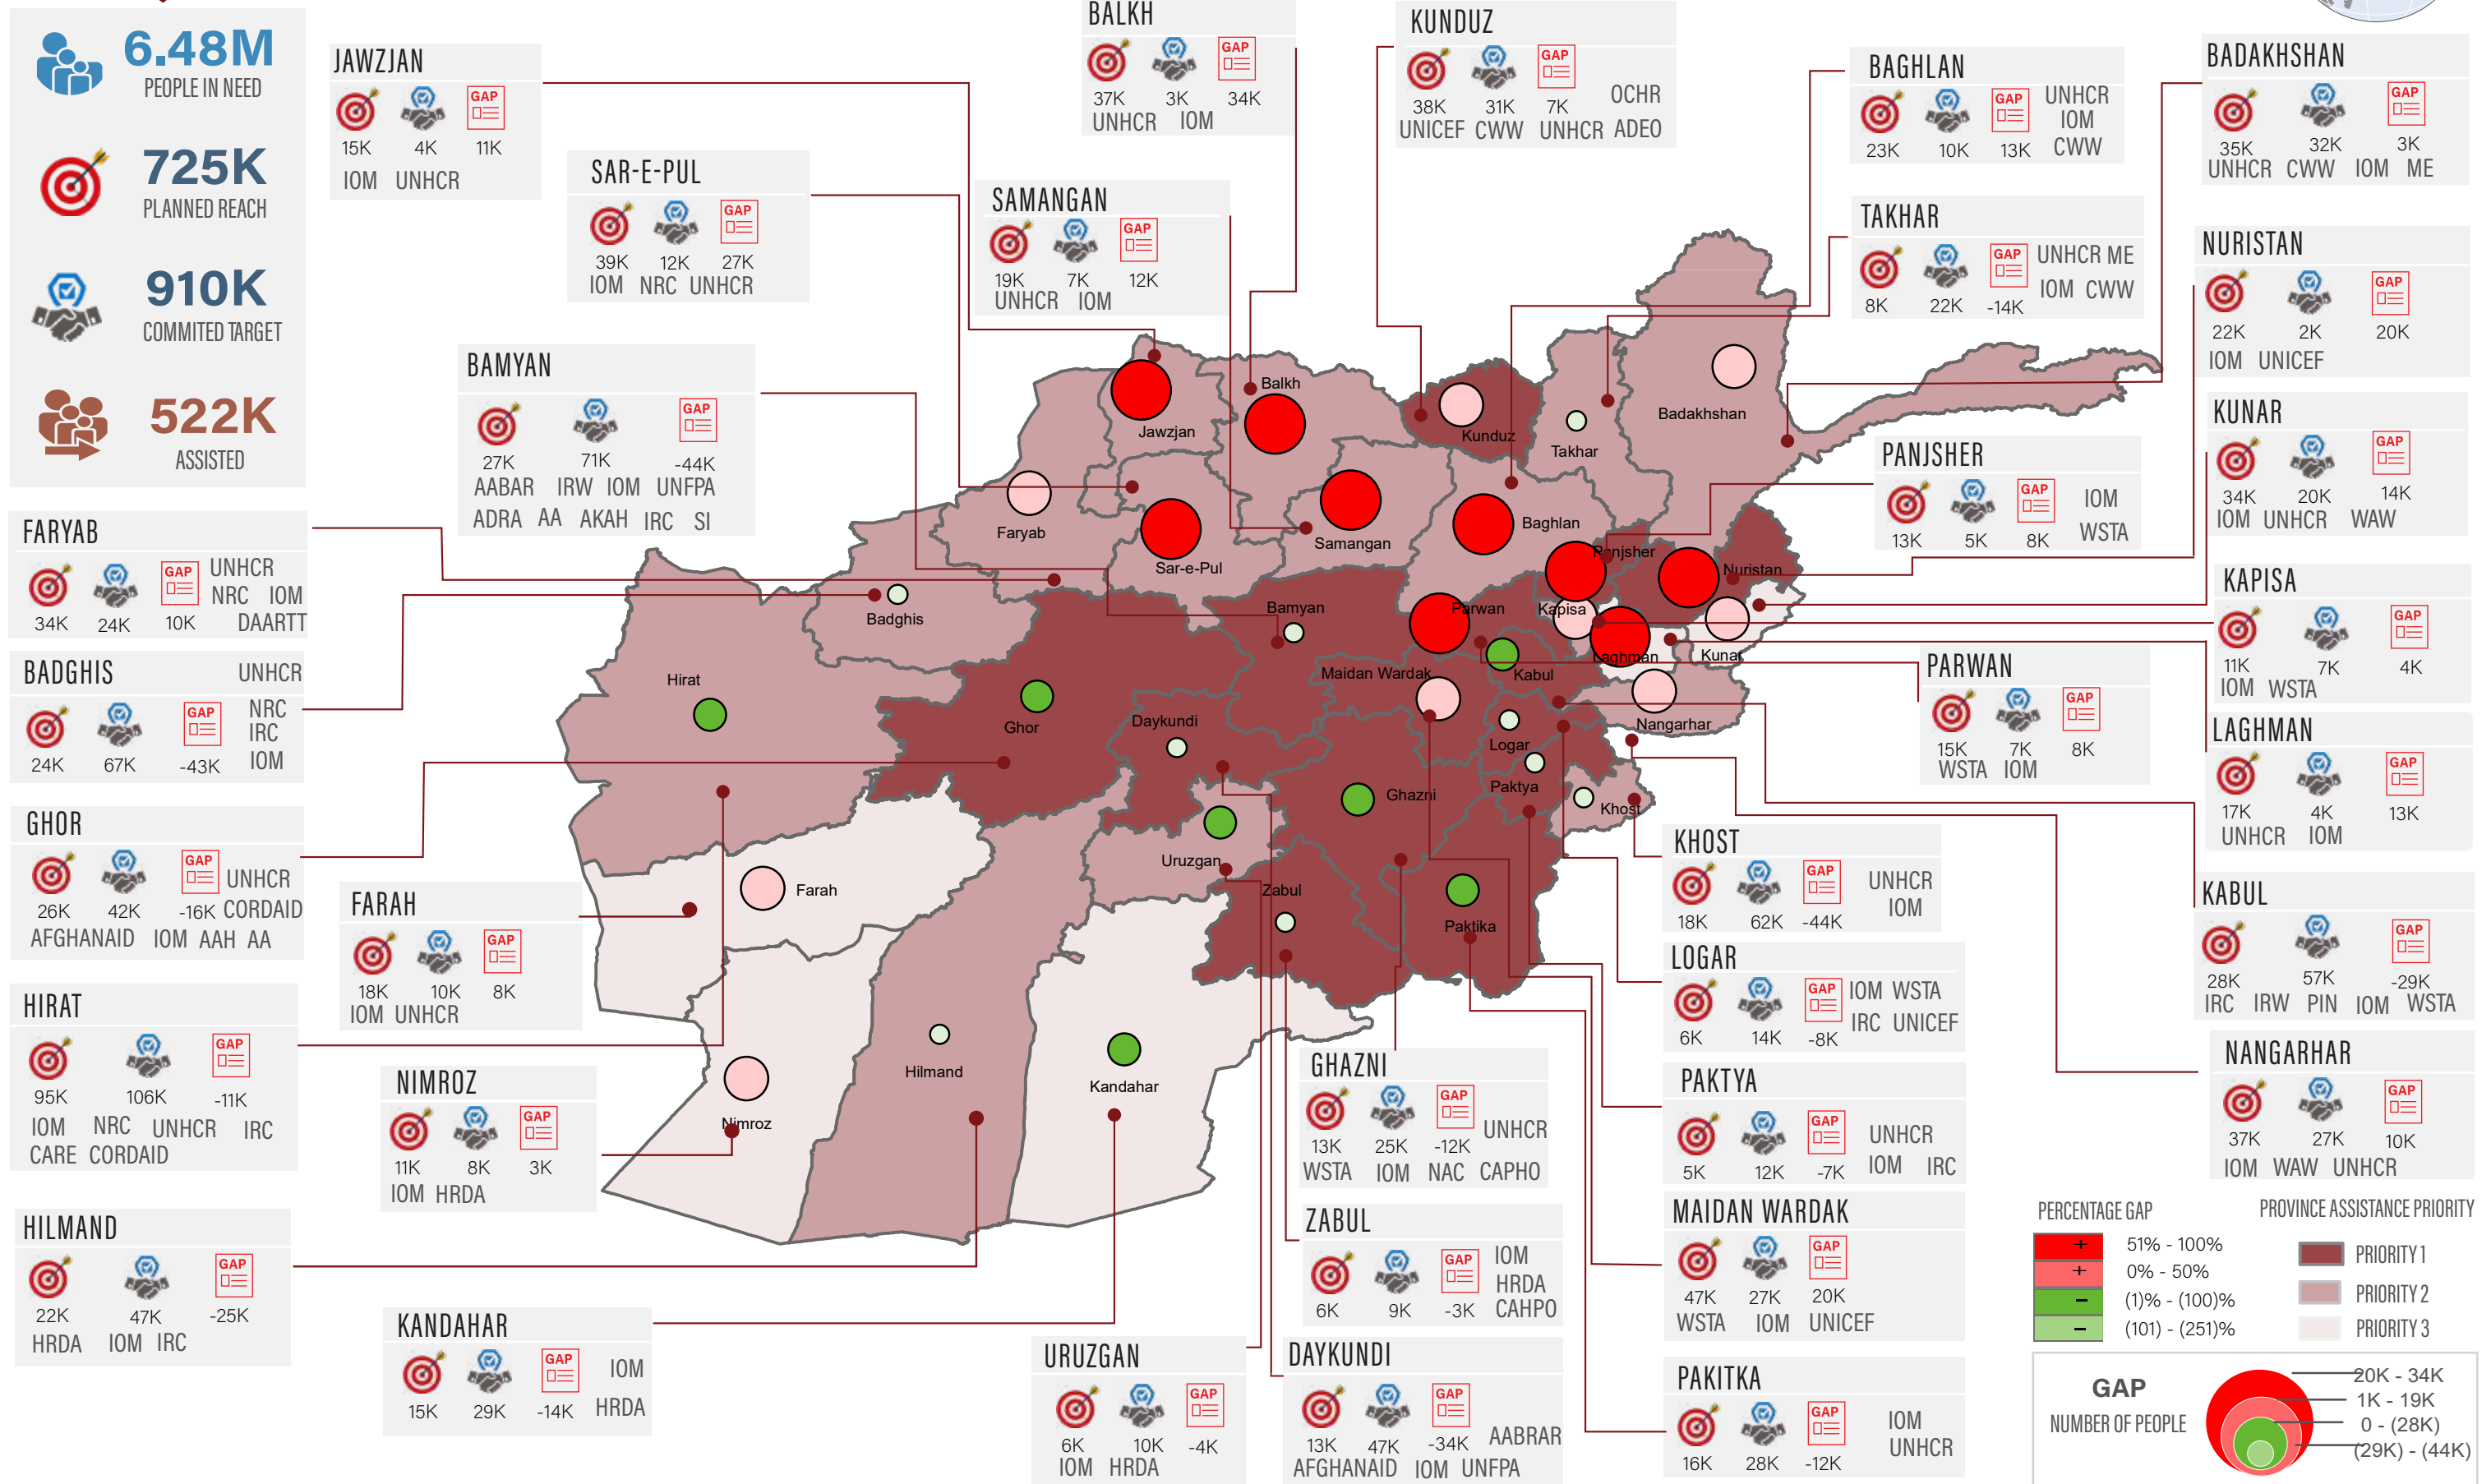 6.48M
PEOPLE IN NEED
725K
PLANNED REACH
910K
COMMITED TARGET
522K
ASSISTED
JAWZJAN
GAP
15K 4K 11K
IOM UNHCR
SAR-E-PUL
GAP
39K 12K 27K
IOM NRC UNHCR
BALKH
GAP
37K 3K 34K
UNHCR IOM
SAMANGAN
GAP
19K 7K 12K
UNHCR IOM
KUNDUZ
GAP
38K 31K 7K OCHR
UNICEF CWW UNHCR ADEO
BAGHLAN
GAP UNHCR
IOM
23K 10K 13K CWW
BADAKHSHAN
GAP
35K 32K 3K
UNHCR CWW IOM ME
TAKHAR
GAP UNHCR ME
IOM CWW
8K 22K -14K
NURISTAN
GAP
22K 2K 20K
IOM UNICEF
KUNAR
GAP
34K 20K 14K
IOM UNHCR WAW
PANJSHER
GAP IOM
13K 5K 8K WSTA
KAPISA
GAP
11K 7K 4K
IOM WSTA
PARWAN
GAP
15K 7K 8K
WSTA IOM
LAGHMAN
GAP
17K 4K 13K
UNHCR IOM
KABUL
GAP
28K 57K -29K
IRC IRW PIN IOM WSTA
NANGARHAR
GAP
37K 27K 10K
IOM WAW UNHCR
BAMYAN
GAP
27K 71K -44K
AABAR IRW IOM UNFPA
ADRA AA AKAH IRC SI
FARYAB
GAP UNHCR
NRC IOM
34K 24K 10K DAARTT
BADGHIS UNHCR
GAP NRC
IRC
24K 67K -43K IOM
GHOR
GAP UNHCR
26K 42K -16K CORDAID
AFGHANAID IOM AAH AA
FARAH
GAP
18K 10K 8K
IOM UNHCR
HIRAT
GAP
95K 106K -11K
IOM NRC UNHCR IRC
CARE CORDAID
NIMROZ
GAP
11K 8K 3K
IOM HRDA
HILMAND
GAP
22K 47K -25K
HRDA IOM IRC
KANDAHAR
GAP IOM
15K 29K -14K HRDA
URUZGAN
GAP
6K 10K -4K
IOM HRDA
DAYKUNDI
GAP
13K 47K -34K AABRAR
AFGHANAID IOM UNFPA
GHAZNI
GAP
13K 25K -12K UNHCR
WSTA IOM NAC CAPHO
ZABUL
GAP IOM
HRDA
6K 9K -3K CAHPO
KHOST
GAP UNHCR
IOM
18K 62K -44K
LOGAR
GAP IOM WSTA
IRC UNICEF
6K 14K -8K
PAKTYA
GAP UNHCR
5K 12K -7K IOM IRC
MAIDAN WARDAK
GAP
47K 27K 20K
WSTA IOM UNICEF
PAKITKA
GAP IOM
UNHCR
16K 28K -12K
Jawzjan
Balkh
Kunduz
Takhar
Badakhshan
Faryab
Sar-e-Pul
Samangan
Baghlan
Panjsher
Nuristan
Badghis
Bamyan
Parwan
Kapisa
Laghman
Kunar
Hirat
Ghor
Daykundi
Maidan Wardak
Kabul
Nangarhar
Logar
Paktya
Khost
Ghazni
Uruzgan
Farah
Zabul
Paktika
Hilmand
Kandahar
Nimroz
PERCENTAGE GAP
+ 51% - 100%
+ 0% - 50%
- (1)% - (100)%
- (101) - (251)%
PROVINCE ASSISTANCE PRIORITY
PRIORITY 1
PRIORITY 2
PRIORITY 3
GAP
NUMBER OF PEOPLE
20K - 34K
1K - 19K
0 - (28K)
(29K) - (44K)